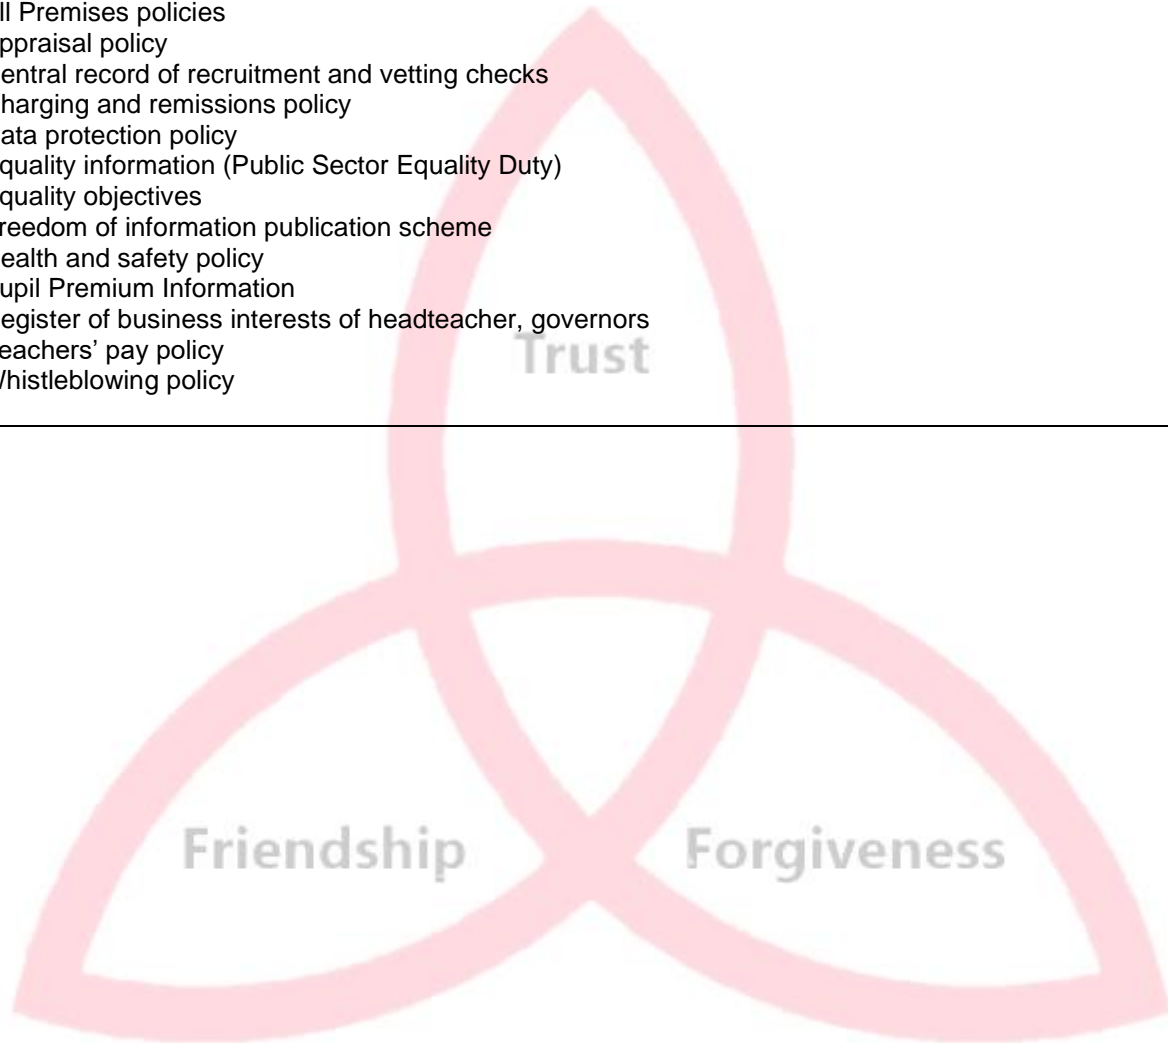 ll Premises policies
ppraisal policy
entral record of recruitment and vetting checks
harging and remissions policy
ata protection policy
quality information (Public Sector Equality Duty)
quality objectives
reedom of information publication scheme
ealth and safety policy
upil Premium Information
egister of business interests of headteacher, governors
eachers’ pay policy
histleblowing policy
Trust
Friendship
Forgiveness